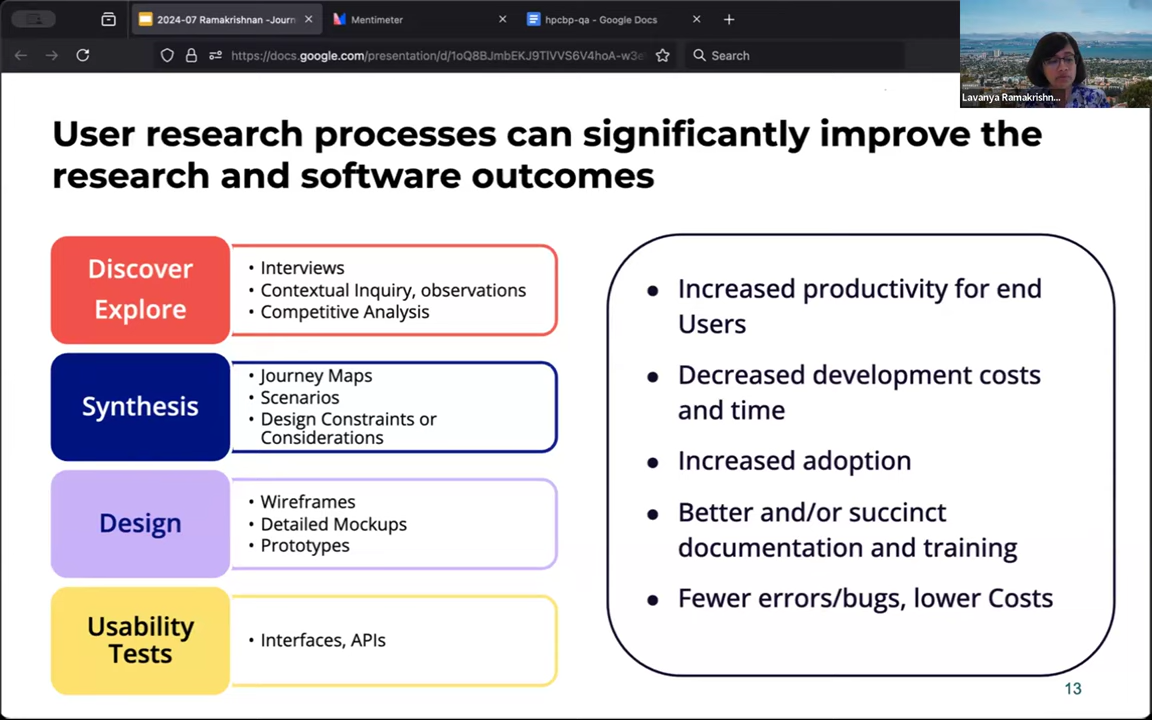 2024-07 Ramakrishnan -Journ
Mentimeter
hpcbp-qa - Google Docs
https://docs.google.com/presentation/d/1oQ8BJmbEKJ9TlVVS6V4hoA-w3e
Search
Lavanya Ramakrishn...
User research processes can significantly improve the
research and software outcomes
Discover
Explore
• Interviews
• Contextual Inquiry, observations
• Competitive Analysis
Synthesis
• Journey Maps
• Scenarios
• Design Constraints or
Considerations
Design
• Wireframes
• Detailed Mockups
• Prototypes
Usability
Tests
• Interfaces, APIs
● Increased productivity for end
Users
● Decreased development costs
and time
● Increased adoption
● Better and/or succinct
documentation and training
● Fewer errors/bugs, lower Costs
13